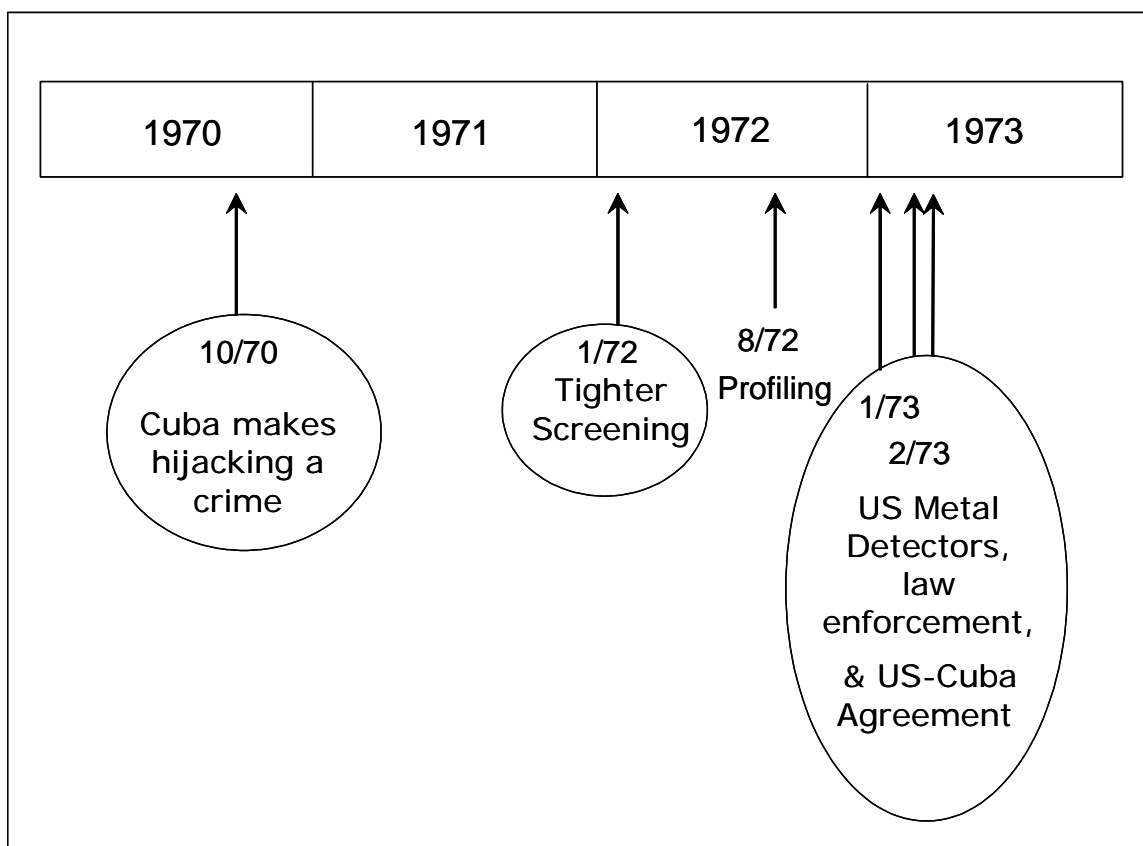 1970 1971 1972 1973
10/70
Cuba makes
hijacking a
crime
1/72
Tighter
Screening
8/72
Profiling
1/73
2/73
US Metal
Detectors,
law
enforcement,
& US-Cuba
Agreement